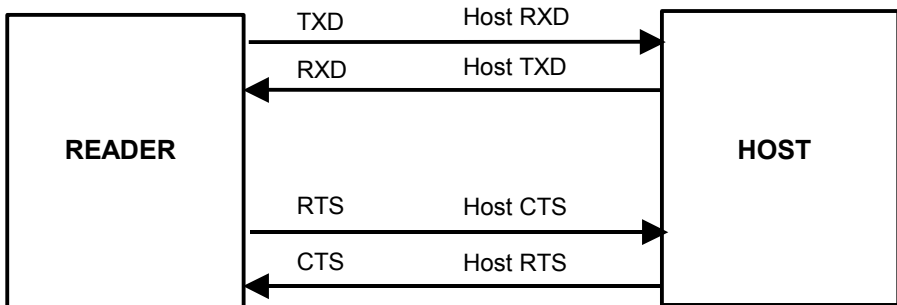 TXD Host RXD
RXD Host TXD
READER HOST
RTS Host CTS
CTS Host RTS